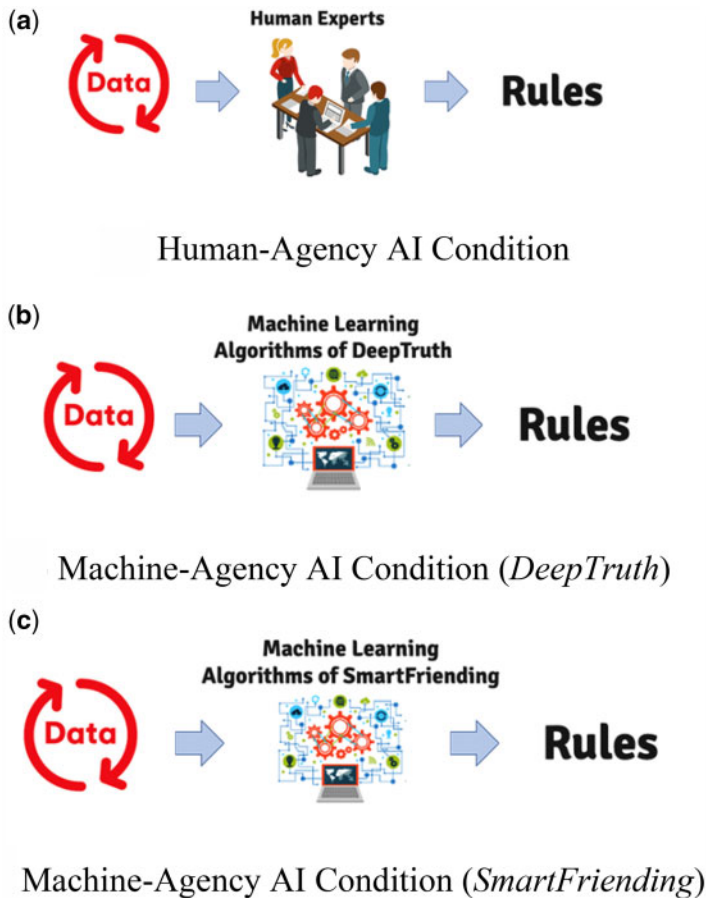 (a)
Human Experts
Data
Rules
Human-Agency AI Condition
(b)
Machine Learning
Algorithms of DeepTruth
Data
Rules
Machine-Agency AI Condition (DeepTruth)
(c)
Machine Learning
Algorithms of SmartFriending
Data
Rules
Machine-Agency AI Condition (SmartFriending)